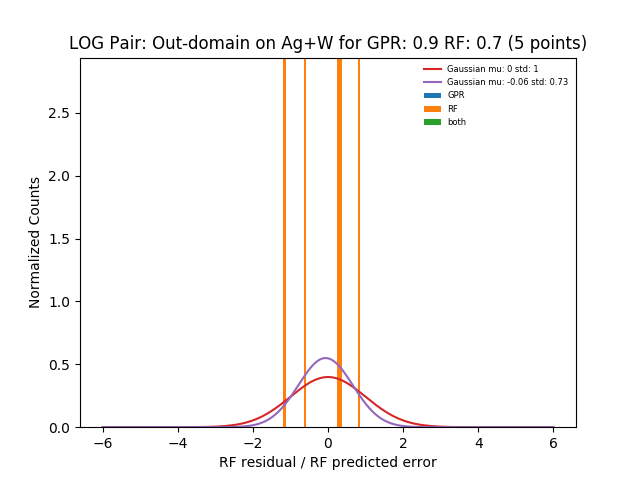 LOG Pair: Out-domain on Ag+W for GPR: 0.9 RF: 0.7 (5 points)
Gaussian mu: 0 std: 1
Gaussian mu: -0.06 std: 0.73
GPR
RF
both
Normalized Counts
2.5
2.0
1.5
1.0
0.5
0.0
−6 −4 −2 0 2 4 6
RF residual / RF predicted error